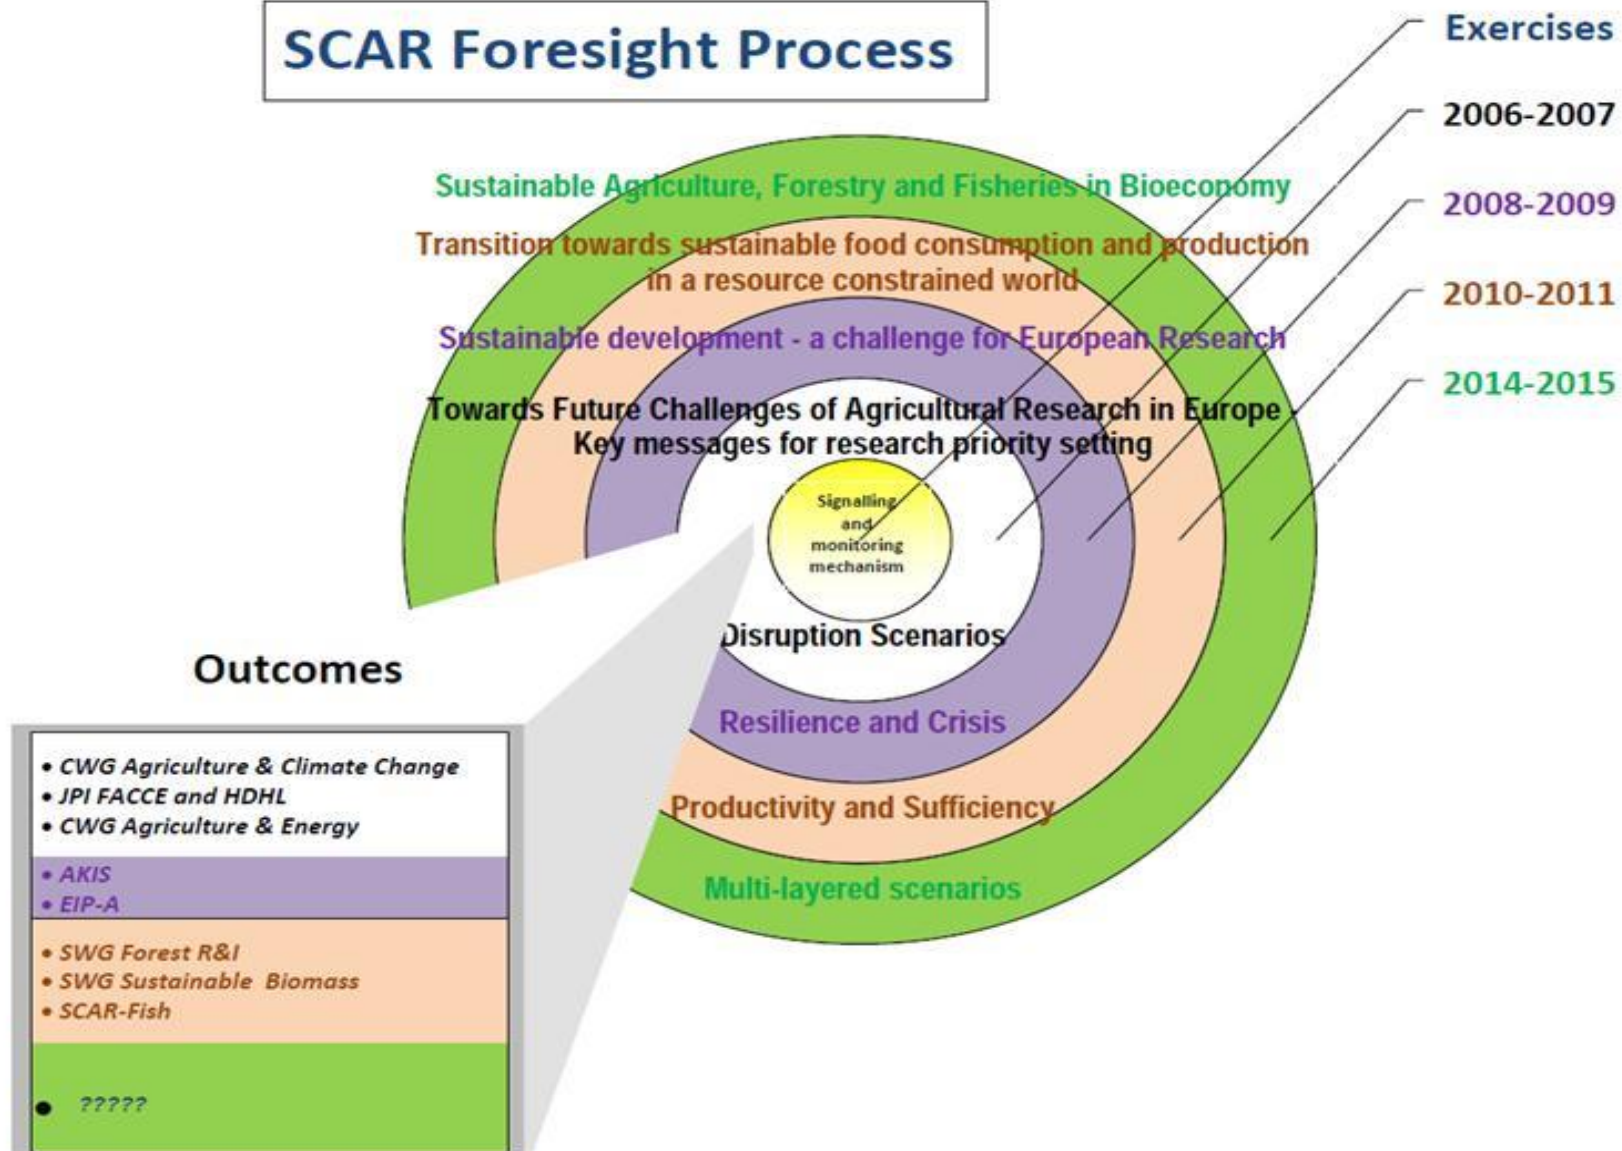 SCAR Foresight Process
Exercises
2006-2007
2008-2009
2010-2011
2014-2015
Sustainable Agriculture, Forestry and Fisheries in Bioeconomy
Transition towards sustainable food consumption and production
in a resource constrained world
Sustainable development - a challenge for European Research
Towards Future Challenges of Agricultural Research in Europe -
Key messages for research priority setting
Signalling
and
monitoring
mechanism
Disruption Scenarios
Resilience and Crisis
Productivity and Sufficiency
Multi-layered scenarios
Outcomes
• CWG Agriculture & Climate Change
• JPI FACCE and HDHL
• CWG Agriculture & Energy
• AKIS
• EIP-A
• SWG Forest R&I
• SWG Sustainable Biomass
• SCAR-Fish
• ?????